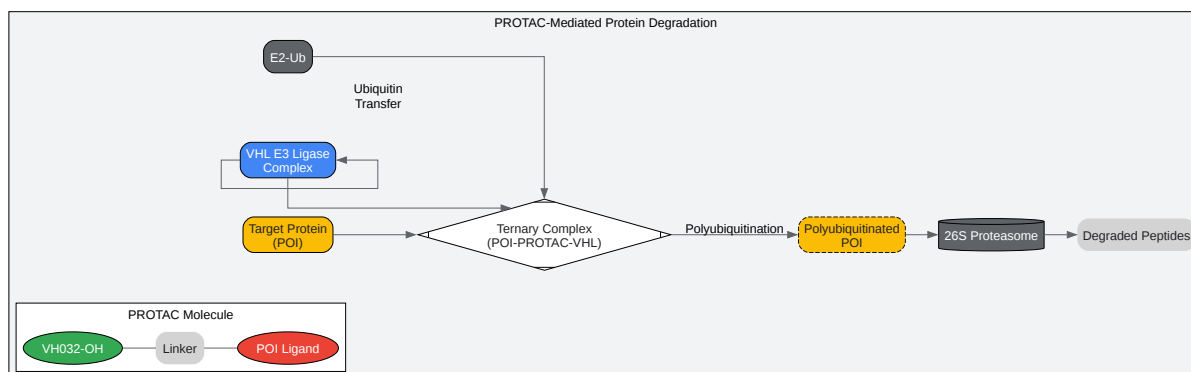 PROTAC-Mediated Protein Degradation
E2-Ub
Ubiquitin
Transfer
VHL E3 Ligase
Complex
Target Protein
(POI)
Ternary Complex
(POI-PROTAC-VHL)
Polyubiquitination
Polyubiquitinated
POI
26S Proteasome
Degraded Peptides
PROTAC Molecule
VH032-OH
Linker
POI Ligand